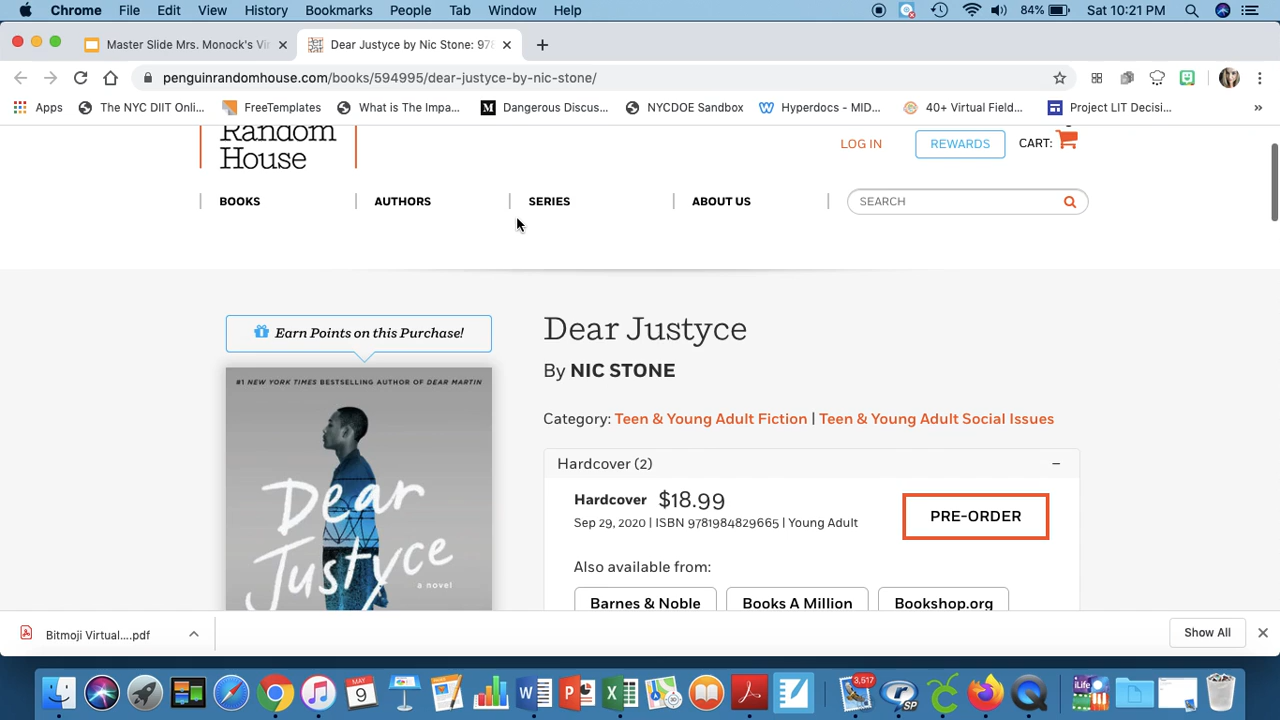 Chrome File Edit View History Bookmarks People Tab Window Help 84% Sat 10:21 PM
Master Slide Mrs. Monock's Vi
Dear Justyce by Nic Stone: 978
penguinrandomhouse.com/books/594995/dear-justyce-by-nic-stone/
Apps The NYC DIIT Onli... FreeTemplates What is The Impa... Dangerous Discus... NYCDOE Sandbox Hyperdocs - MID... 40+ Virtual Field... Project LIT Decisi... »
Random
House
LOG IN REWARDS CART:
BOOKS AUTHORS SERIES ABOUT US SEARCH
Earn Points on this Purchase!
#1 NEW YORK TIMES BESTSELLING AUTHOR OF DEAR MARTIN
Dear
Justyce
a novel
Dear Justyce
By NIC STONE
Category: Teen & Young Adult Fiction | Teen & Young Adult Social Issues
Hardcover (2) –
Hardcover $18.99
Sep 29, 2020 | ISBN 9781984829665 | Young Adult
PRE-ORDER
Also available from:
Barnes & Noble Books A Million Bookshop.org
Bitmoji Virtual....pdf Show All
MAY
9
3,517
SP
iLife